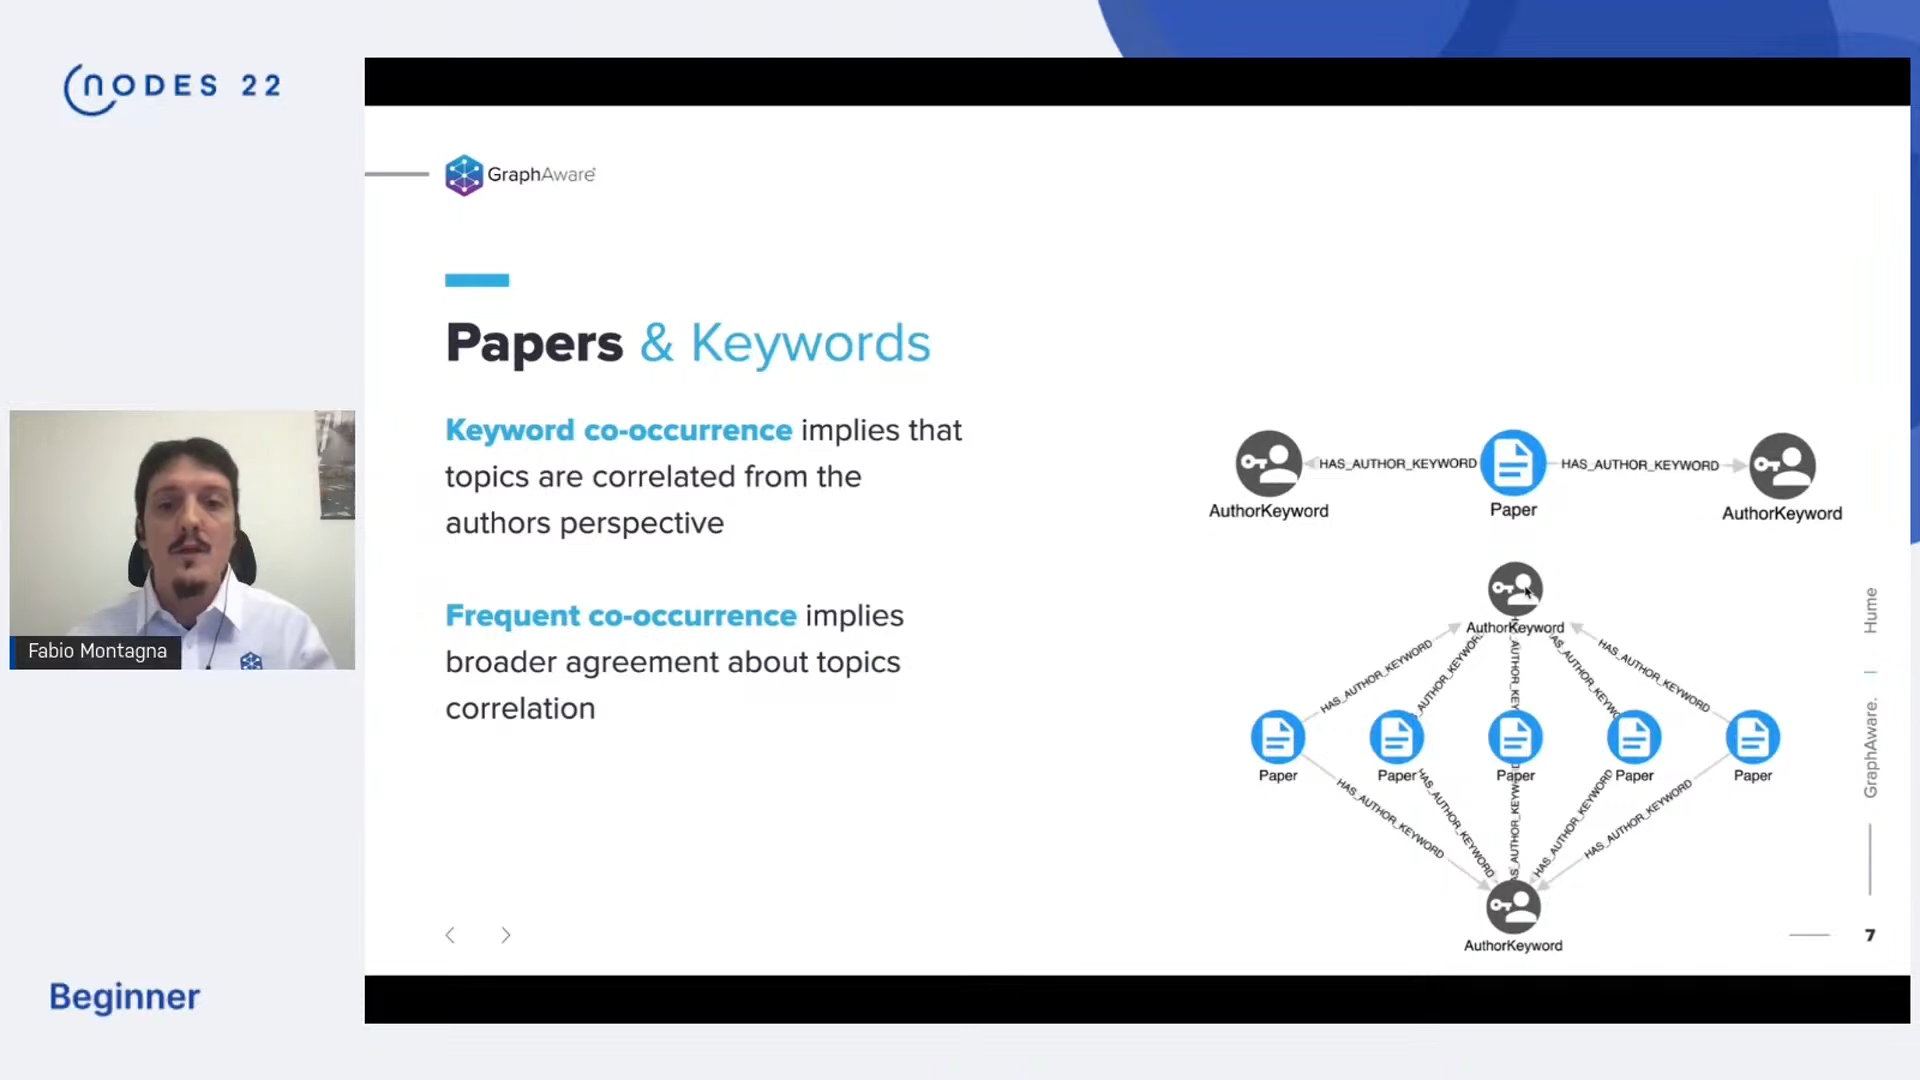 NODES 22
GraphAware
Papers & Keywords
Keyword co-occurrence implies that
topics are correlated from the
authors perspective
Frequent co-occurrence implies
broader agreement about topics
correlation
HAS_AUTHOR_KEYWORD
HAS_AUTHOR_KEYWORD
AuthorKeyword
Paper
AuthorKeyword
AuthorKeyword
HAS_AUTHOR_KEYWORD
HAS_AUTHOR_KEYWORD
Paper
Paper
Paper
Paper
Paper
HAS_AUTHOR_KEYWORD
HAS_AUTHOR_KEYWORD
HAS_AUTHOR_KEYWORD
HAS_AUTHOR_KEYWORD
AuthorKeyword
GraphAware. | Hume
7
Fabio Montagna
Beginner